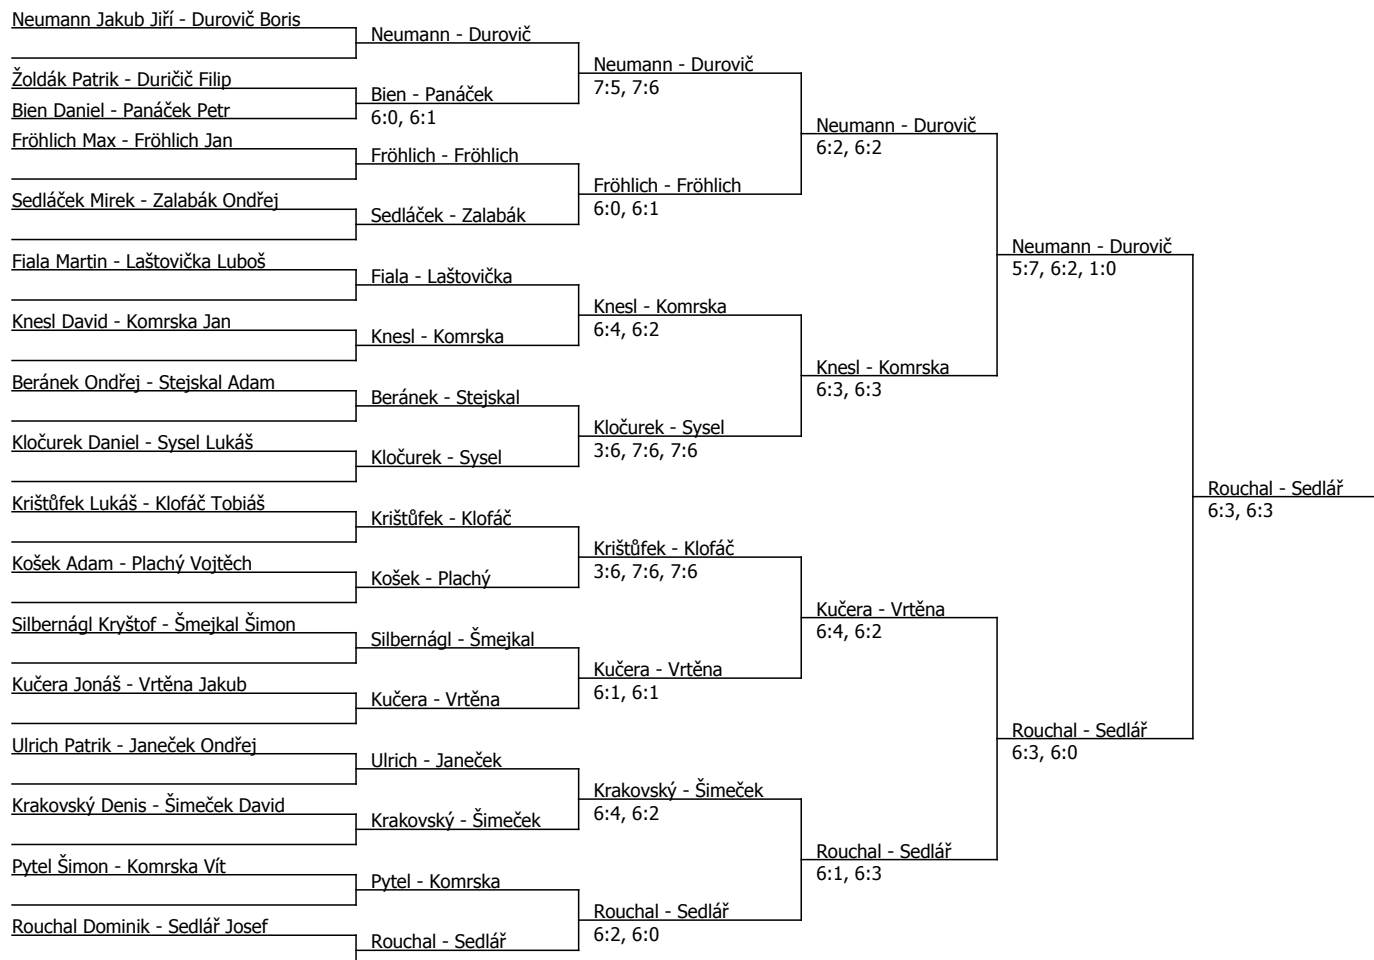 Neumann Jakub Jiří - Durovič Boris
Žoldák Patrik - Duričič Filip
Bien Daniel - Panáček Petr
Fröhlich Max - Fröhlich Jan
Sedláček Mirek - Zalabák Ondřej
Fiala Martin - Laštovička Luboš
Knesl David - Komrska Jan
Beránek Ondřej - Stejskal Adam
Kločurek Daniel - Sysel Lukáš
Krištůfek Lukáš - Klofáč Tobiáš
Košek Adam - Plachý Vojtěch
Silbernágl Kryštof - Šmejkal Šimon
Kučera Jonáš - Vrtěna Jakub
Ulrich Patrik - Janeček Ondřej
Krakovský Denis - Šimeček David
Pytel Šimon - Komrska Vít
Rouchal Dominik - Sedlář Josef
Neumann - Durovič
Bien - Panáček
6:0, 6:1
Fröhlich - Fröhlich
Sedláček - Zalabák
Fiala - Laštovička
Knesl - Komrska
Beránek - Stejskal
Kločurek - Sysel
Krištůfek - Klofáč
Košek - Plachý
Silbernágl - Šmejkal
Kučera - Vrtěna
Ulrich - Janeček
Krakovský - Šimeček
Pytel - Komrska
Rouchal - Sedlář
Neumann - Durovič
7:5, 7:6
Fröhlich - Fröhlich
6:0, 6:1
Knesl - Komrska
6:4, 6:2
Kločurek - Sysel
3:6, 7:6, 7:6
Krištůfek - Klofáč
3:6, 7:6, 7:6
Kučera - Vrtěna
6:1, 6:1
Krakovský - Šimeček
6:4, 6:2
Rouchal - Sedlář
6:2, 6:0
Neumann - Durovič
6:2, 6:2
Knesl - Komrska
6:3, 6:3
Kučera - Vrtěna
6:4, 6:2
Rouchal - Sedlář
6:1, 6:3
Neumann - Durovič
5:7, 6:2, 1:0
Rouchal - Sedlář
6:3, 6:0
Rouchal - Sedlář
6:3, 6:3